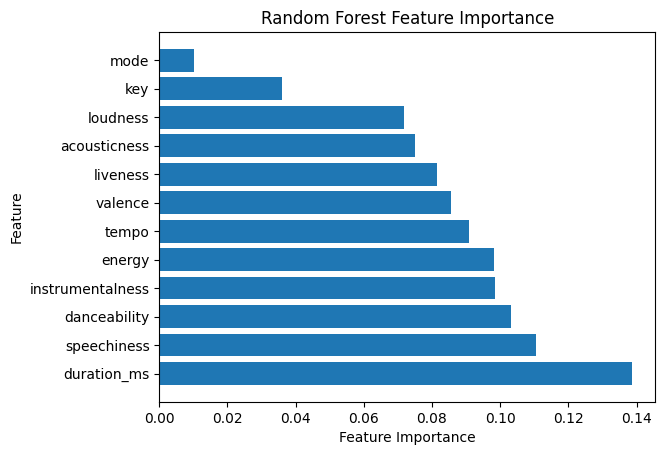 Random Forest Feature Importance
mode
key
loudness
acousticness
liveness
valence
tempo
energy
instrumentalness
danceability
speechiness
duration_ms
Feature
0.00 0.02 0.04 0.06 0.08 0.10 0.12 0.14
Feature Importance